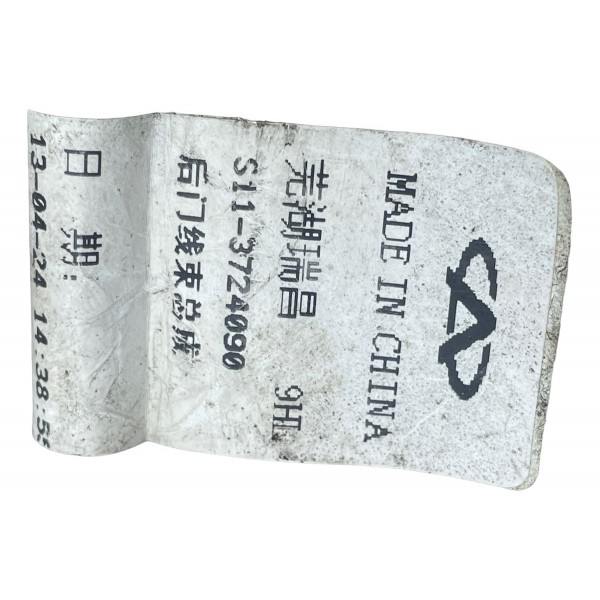 MADE IN CHINA
芜湖瑞昌 9HL
S11-3724090
后门线束总成
日期:
13-04-24 14:38:55